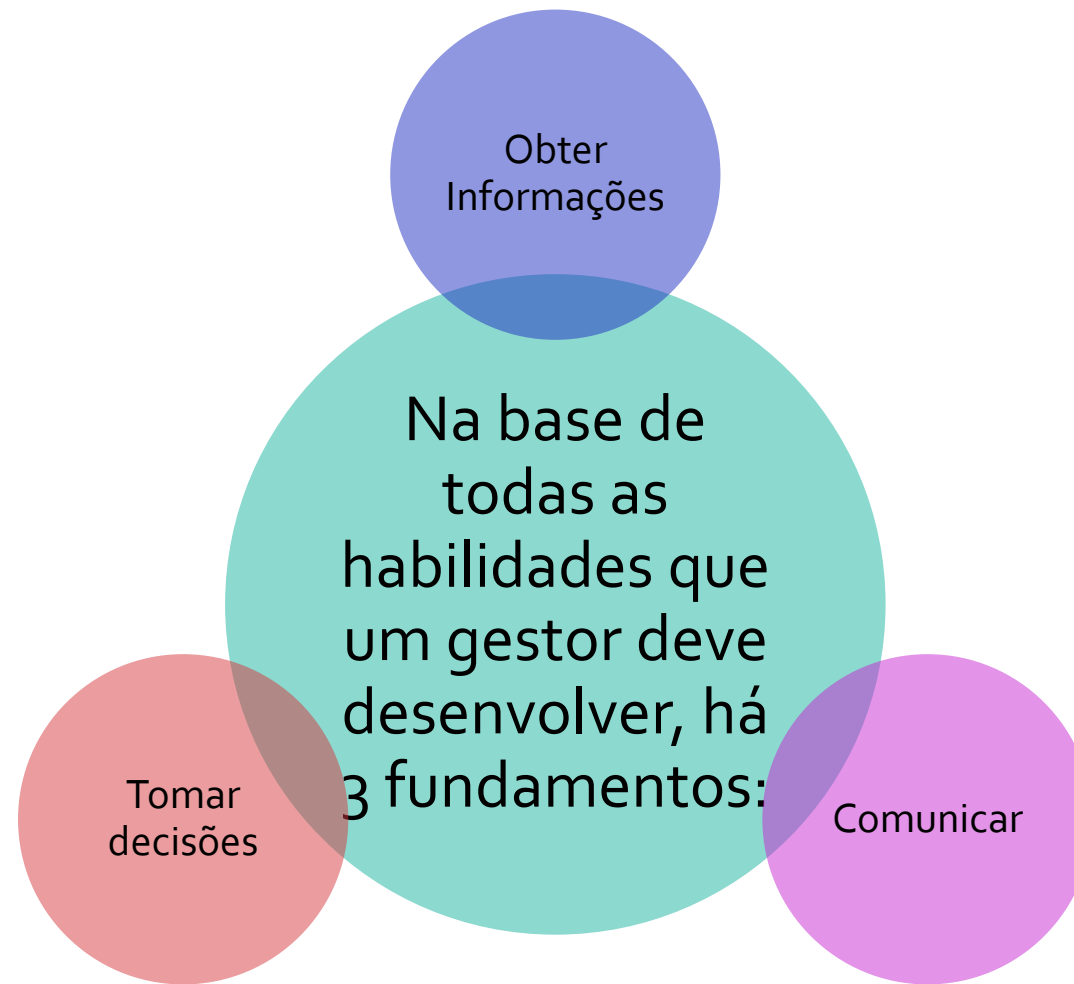 Obter
Informações
Na base de
todas as
habilidades que
um gestor deve
desenvolver, há
3 fundamentos:
Tomar
decisões
Comunicar